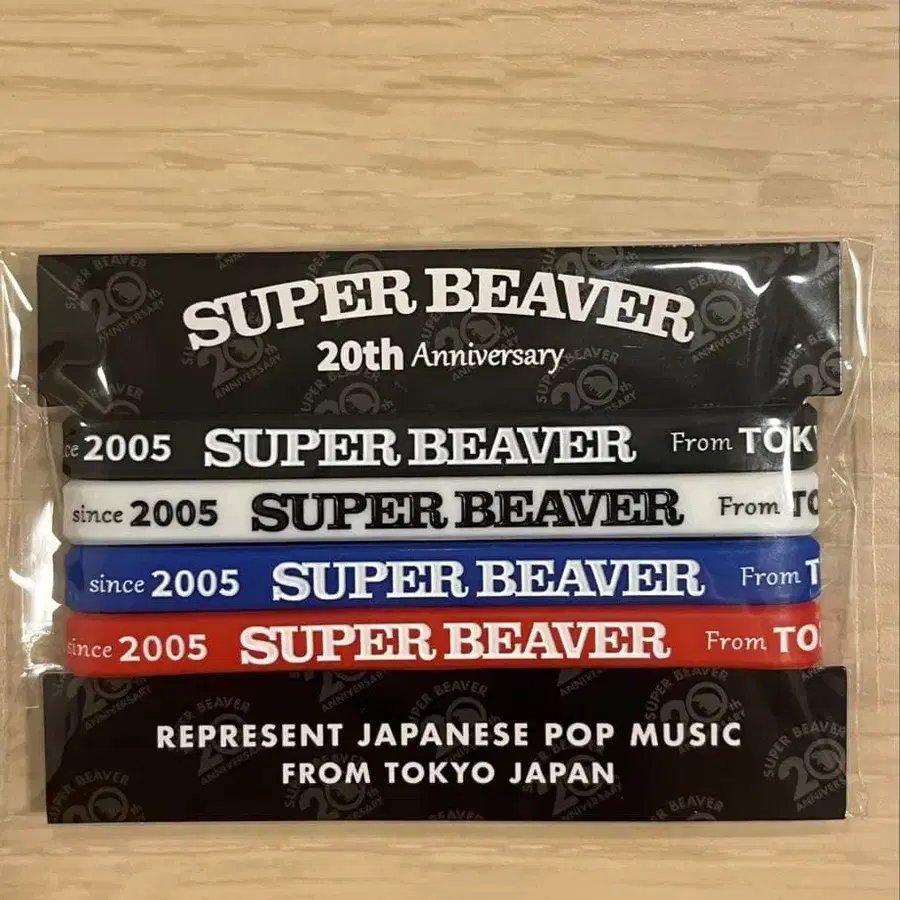 SUPER BEAVER
20th Anniversary
2005 SUPER BEAVER From
since 2005 SUPER BEAVER From
since 2005 SUPER BEAVER From
since 2005 SUPER BEAVER From
REPRESENT JAPANESE POP MUSIC
FROM TOKYO JAPAN